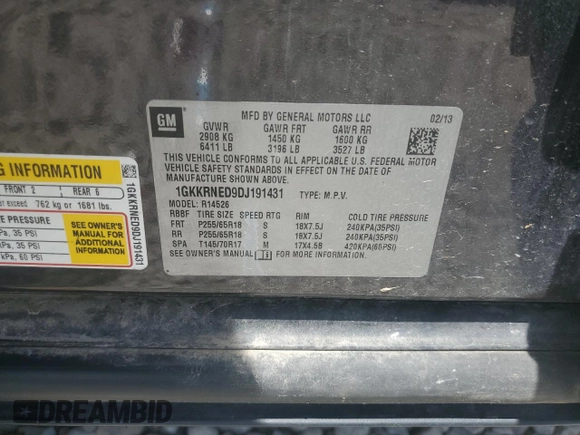 GM
MFD BY GENERAL MOTORS LLC
02/13
GVWR GAWR FRT GAWR RR
2908 KG 1450 KG 1600 KG
6411 LB 3196 LB 3527 LB
THIS VEHICLE CONFORMS TO ALL APPLICABLE U.S. FEDERAL MOTOR
VEHICLE SAFETY STANDARDS IN EFFECT ON THE DATE OF
MANUFACTURE SHOWN ABOVE.
1GKKRNED9DJ191431 TYPE: M.P.V.
MODEL: R14526
RBBF TIRE SIZE SPEED RTG RIM COLD TIRE PRESSURE
FRT P255/65R18 S 18X7.5J 240KPA(35PSI)
RR P255/65R18 S 18X7.5J 240KPA(35PSI)
SPA T145/70R17 M 17X4.5B 420KPA(60PSI)
SEE OWNER'S MANUAL i FOR MORE INFORMATION.
G INFORMATION
FRONT 2 REAR 6
exceed 762 kg or 1681 lbs.
E PRESSURE
PA, 35 PSI
PA, 35 PSI
kPA, 60 PSI
SEE OWNER'S
MANUAL FOR
ADDITIONAL
INFORMATION
1GKKRNED9DJ191431
DREAMBID